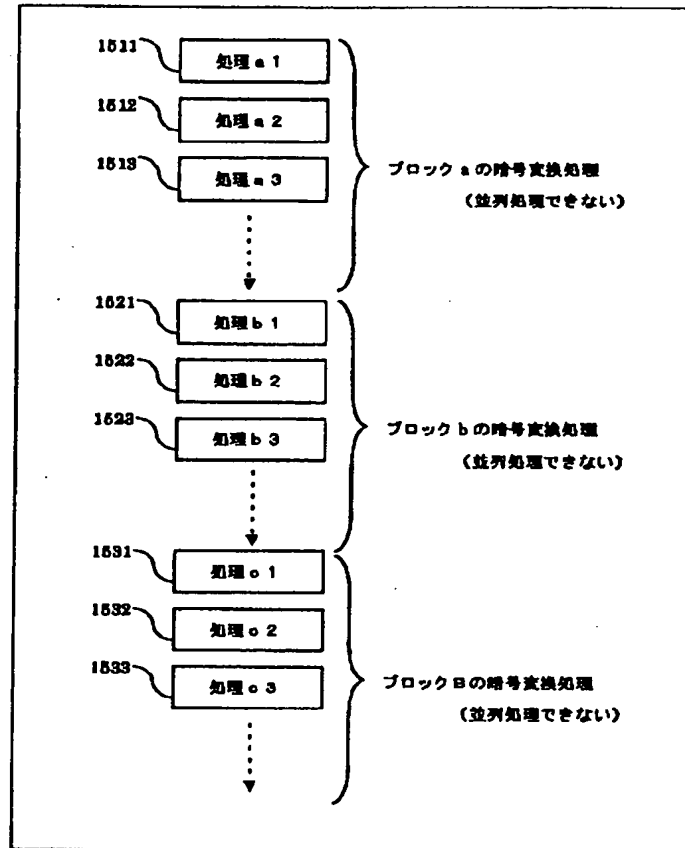 1511
処理a1
1512
処理a2
1513
処理a3
ブロックaの暗号変換処理
(並列処理できない)
1521
処理b1
1522
処理b2
1523
処理b3
ブロックbの暗号変換処理
(並列処理できない)
1531
処理c1
1532
処理c2
1533
処理c3
ブロックBの暗号変換処理
(並列処理できない)